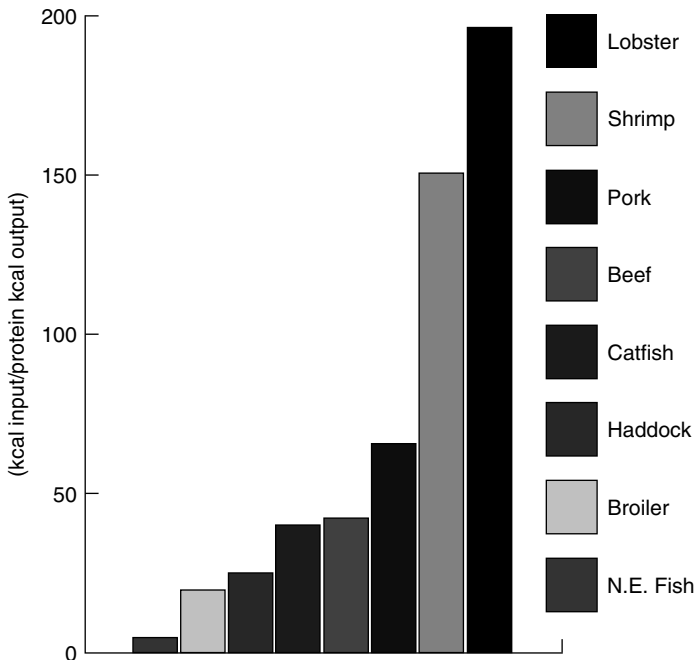 200
150
100
50
0
(kcal input/protein kcal output)
Lobster
Shrimp
Pork
Beef
Catfish
Haddock
Broiler
N.E. Fish